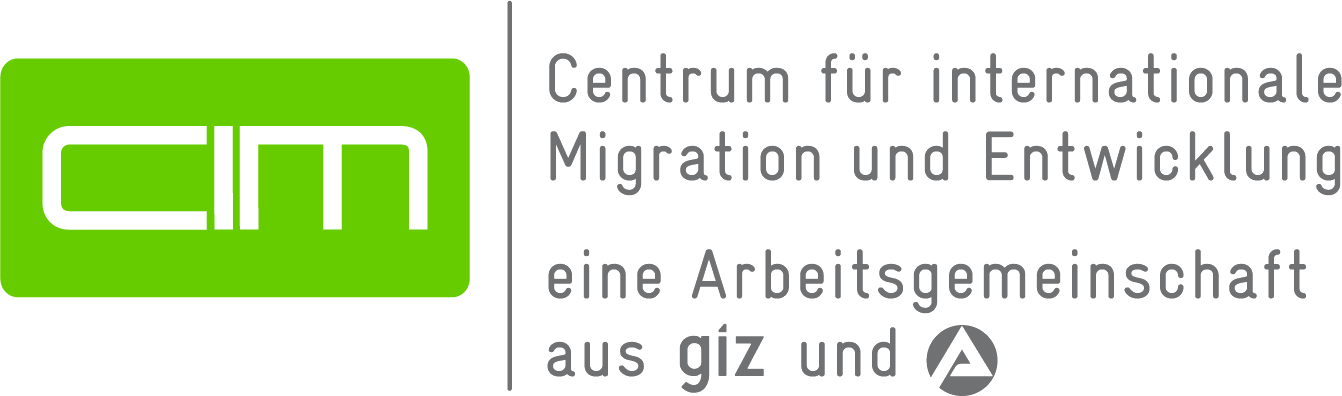 CIM
Centrum für internationale
Migration und Entwicklung
eine Arbeitsgemeinschaft
aus giz und